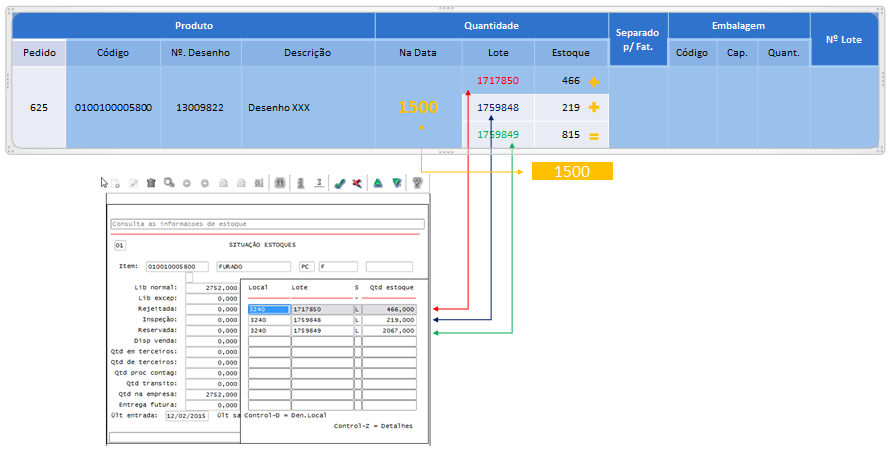 Produto Quantidade Separado p/ Fat. Embalagem Nº Lote
Pedido Código Nº. Desenho Descrição Na Data Lote Estoque Código Cap. Quant.
1717850 466 +
625 0100100005800 13009822 Desenho XXX 1500 1759848 219 +
1759849 815 =
1500
Consulta as informacoes de estoque
01 SITUAÇÃO ESTOQUES
Item: 010010005800 FURADO PC F
Lib normal: 2752,000 Local Lote S Qtd estoque
Lib excep: 0,000 -
Rejeitada: 0,000 3240 1717850 L 466,000
Inspeção: 0,000 3240 1759848 L 219,000
Reservada: 0,000 3240 1759849 L 2067,000
Disp venda: 0,000
Qtd em terceiros: 0,000
Qtd de terceiros: 0,000
Qtd proc contag: 0,000
Qtd transito: 0,000
Qtd na empresa: 2752,000
Entrega futura: 0,000
Últ entrada: 12/02/2015 Últ sa Control-D = Den.Local
Control-Z = Detalhes